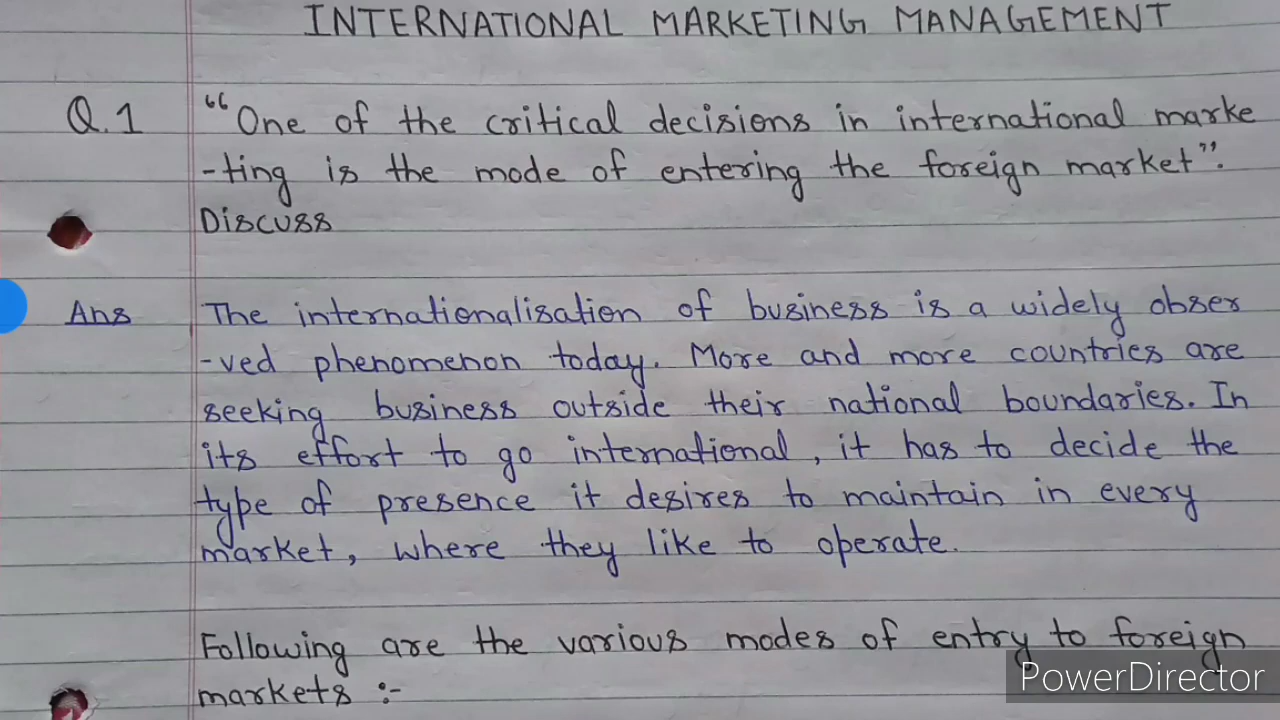 INTERNATIONAL MARKETING MANAGEMENT
Q.1 "One of the critical decisions in international marke
-ting is the mode of entering the foreign market".
Discuss
Ans The internationalisation of business is a widely obser
-ved phenomenon today. More and more countries are
seeking business outside their national boundaries. In
its effort to go international, it has to decide the
type of presence it desires to maintain in every
market, where they like to operate.
Following are the various modes of entry to foreign
markets :-
PowerDirector